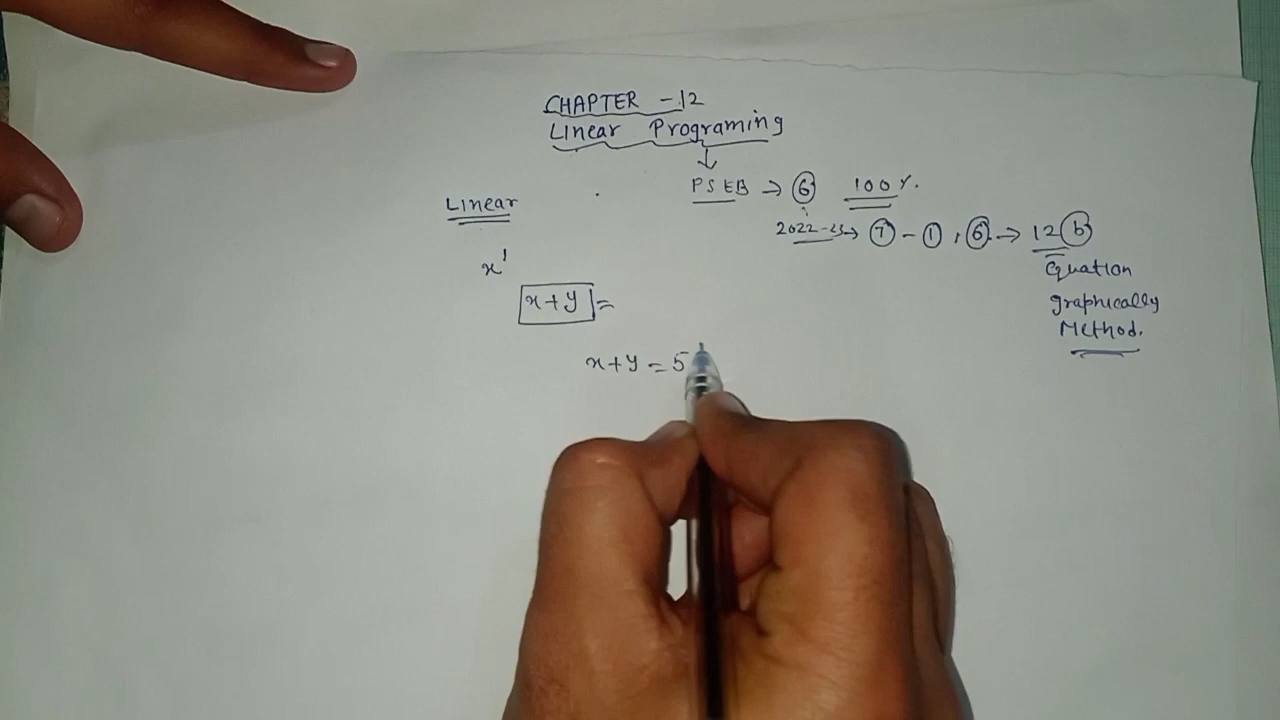 CHAPTER - 12
Linear Programing
↓
PSEB → 6 100%.
Linear
2022-23 → 7 - 1, 6 → 12 b
x¹
Equation
x+y =
graphically
Method.
x+y = 5